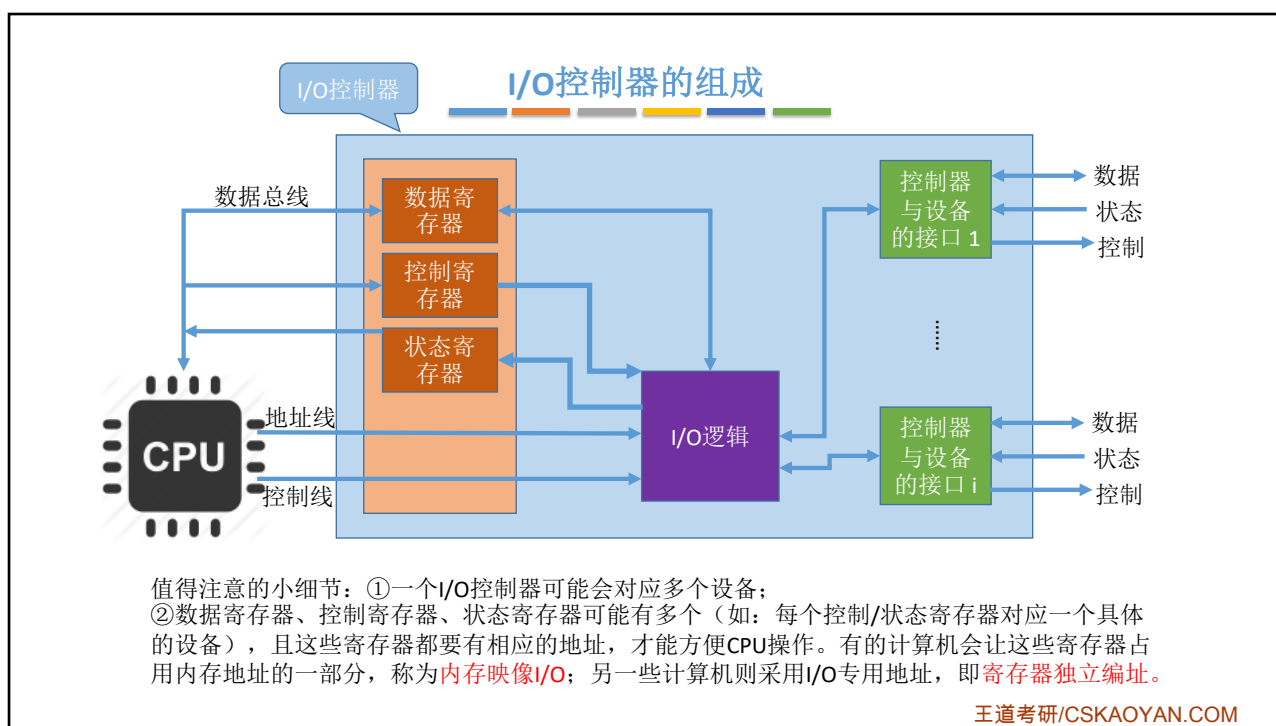 I/O控制器的组成
I/O控制器
数据总线
数据寄
存器
控制寄
存器
状态寄
存器
CPU
地址线
控制线
I/O逻辑
控制器
与设备
的接口 1
数据
状态
控制
......
控制器
与设备
的接口 i
数据
状态
控制
值得注意的小细节：①一个I/O控制器可能会对应多个设备；
②数据寄存器、控制寄存器、状态寄存器可能有多个（如：每个控制/状态寄存器对应一个具体
的设备），且这些寄存器都要有相应的地址，才能方便CPU操作。有的计算机会让这些寄存器占
用内存地址的一部分，称为内存映像I/O；另一些计算机则采用I/O专用地址，即寄存器独立编址。
王道考研/CSKAOYAN.COM